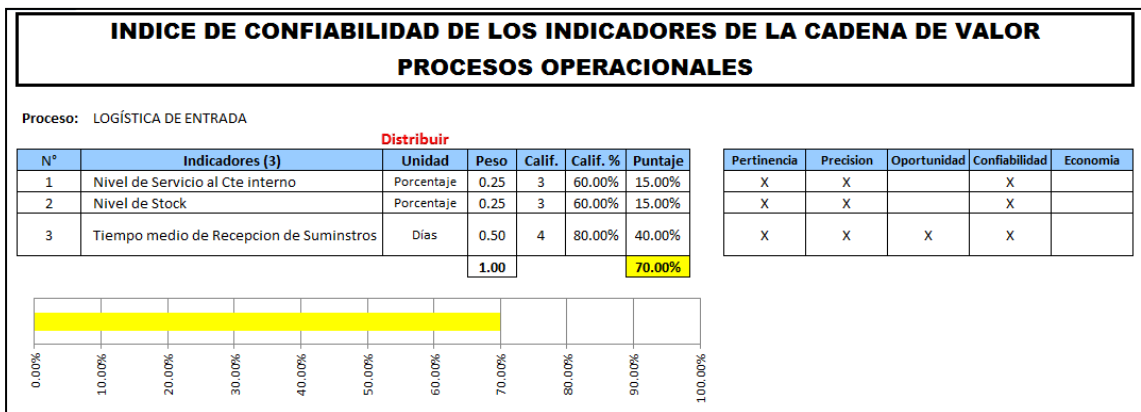 INDICE DE CONFIABILIDAD DE LOS INDICADORES DE LA CADENA DE VALOR
PROCESOS OPERACIONALES
Proceso: LOGÍSTICA DE ENTRADA
Distribuir
N° Indicadores (3) Unidad Peso Calif. Calif. % Puntaje Pertinencia Precision Oportunidad Confiabilidad Economia
1 Nivel de Servicio al Cte interno Porcentaje 0.25 3 60.00% 15.00% X X X
2 Nivel de Stock Porcentaje 0.25 3 60.00% 15.00% X X X
3 Tiempo medio de Recepcion de Suminstros Días 0.50 4 80.00% 40.00% X X X X
1.00 70.00%
0.00% 10.00% 20.00% 30.00% 40.00% 50.00% 60.00% 70.00% 80.00% 90.00% 100.00%